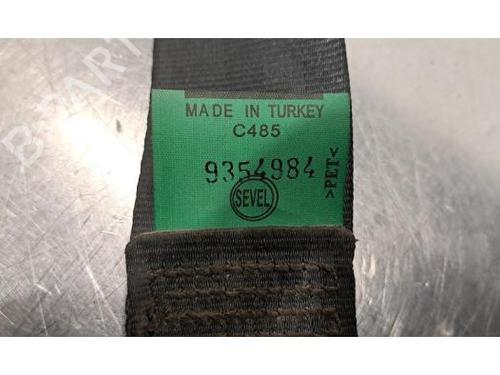 MADE IN TURKEY
C485
9354984
SEVEL
>PET<